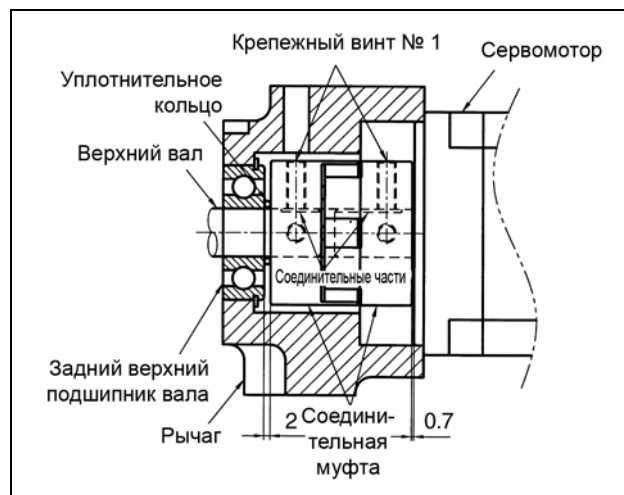 Крепежный винт № 1
Сервомотор
Уплотнительное
кольцо
Верхний вал
Соединительные части
Задний верхний
подшипник вала
Рычаг
2
Соедини-
тельная
муфта
0.7